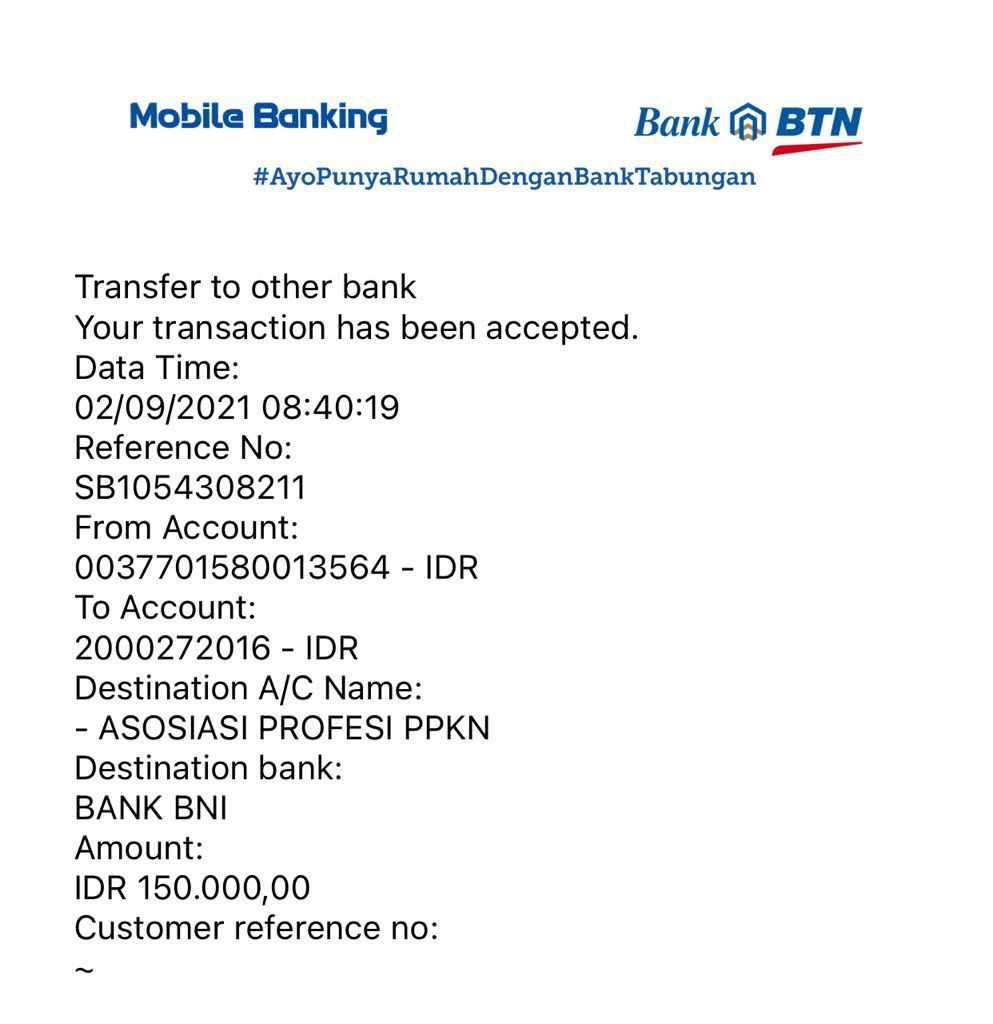 Mobile Banking
Bank BTN
#AyoPunyaRumahDenganBankTabungan
Transfer to other bank
Your transaction has been accepted.
Data Time:
02/09/2021 08:40:19
Reference No:
SB1054308211
From Account:
0037701580013564 - IDR
To Account:
2000272016 - IDR
Destination A/C Name:
- ASOSIASI PROFESI PPKN
Destination bank:
BANK BNI
Amount:
IDR 150.000,00
Customer reference no:
~